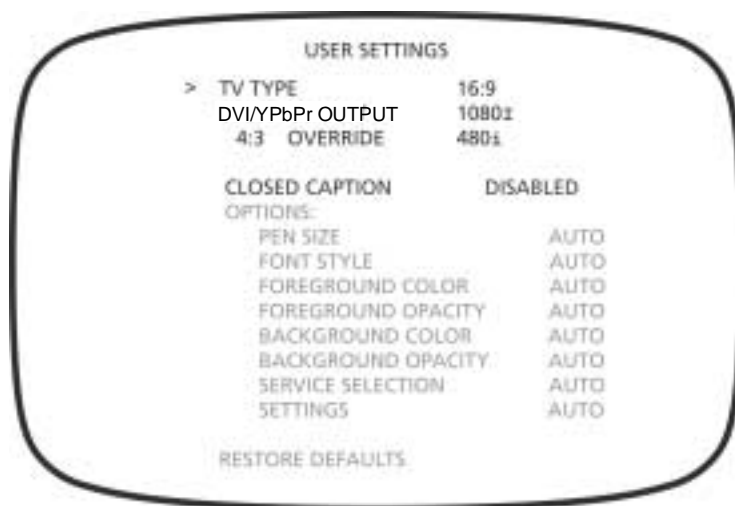 USER SETTINGS
> TV TYPE 16:9
DVI/YPbPr OUTPUT 1080i
4:3 OVERRIDE 480i
CLOSED CAPTION DISABLED
OPTIONS:
PEN SIZE AUTO
FONT STYLE AUTO
FOREGROUND COLOR AUTO
FOREGROUND OPACITY AUTO
BACKGROUND COLOR AUTO
BACKGROUND OPACITY AUTO
SERVICE SELECTION AUTO
SETTINGS AUTO
RESTORE DEFAULTS